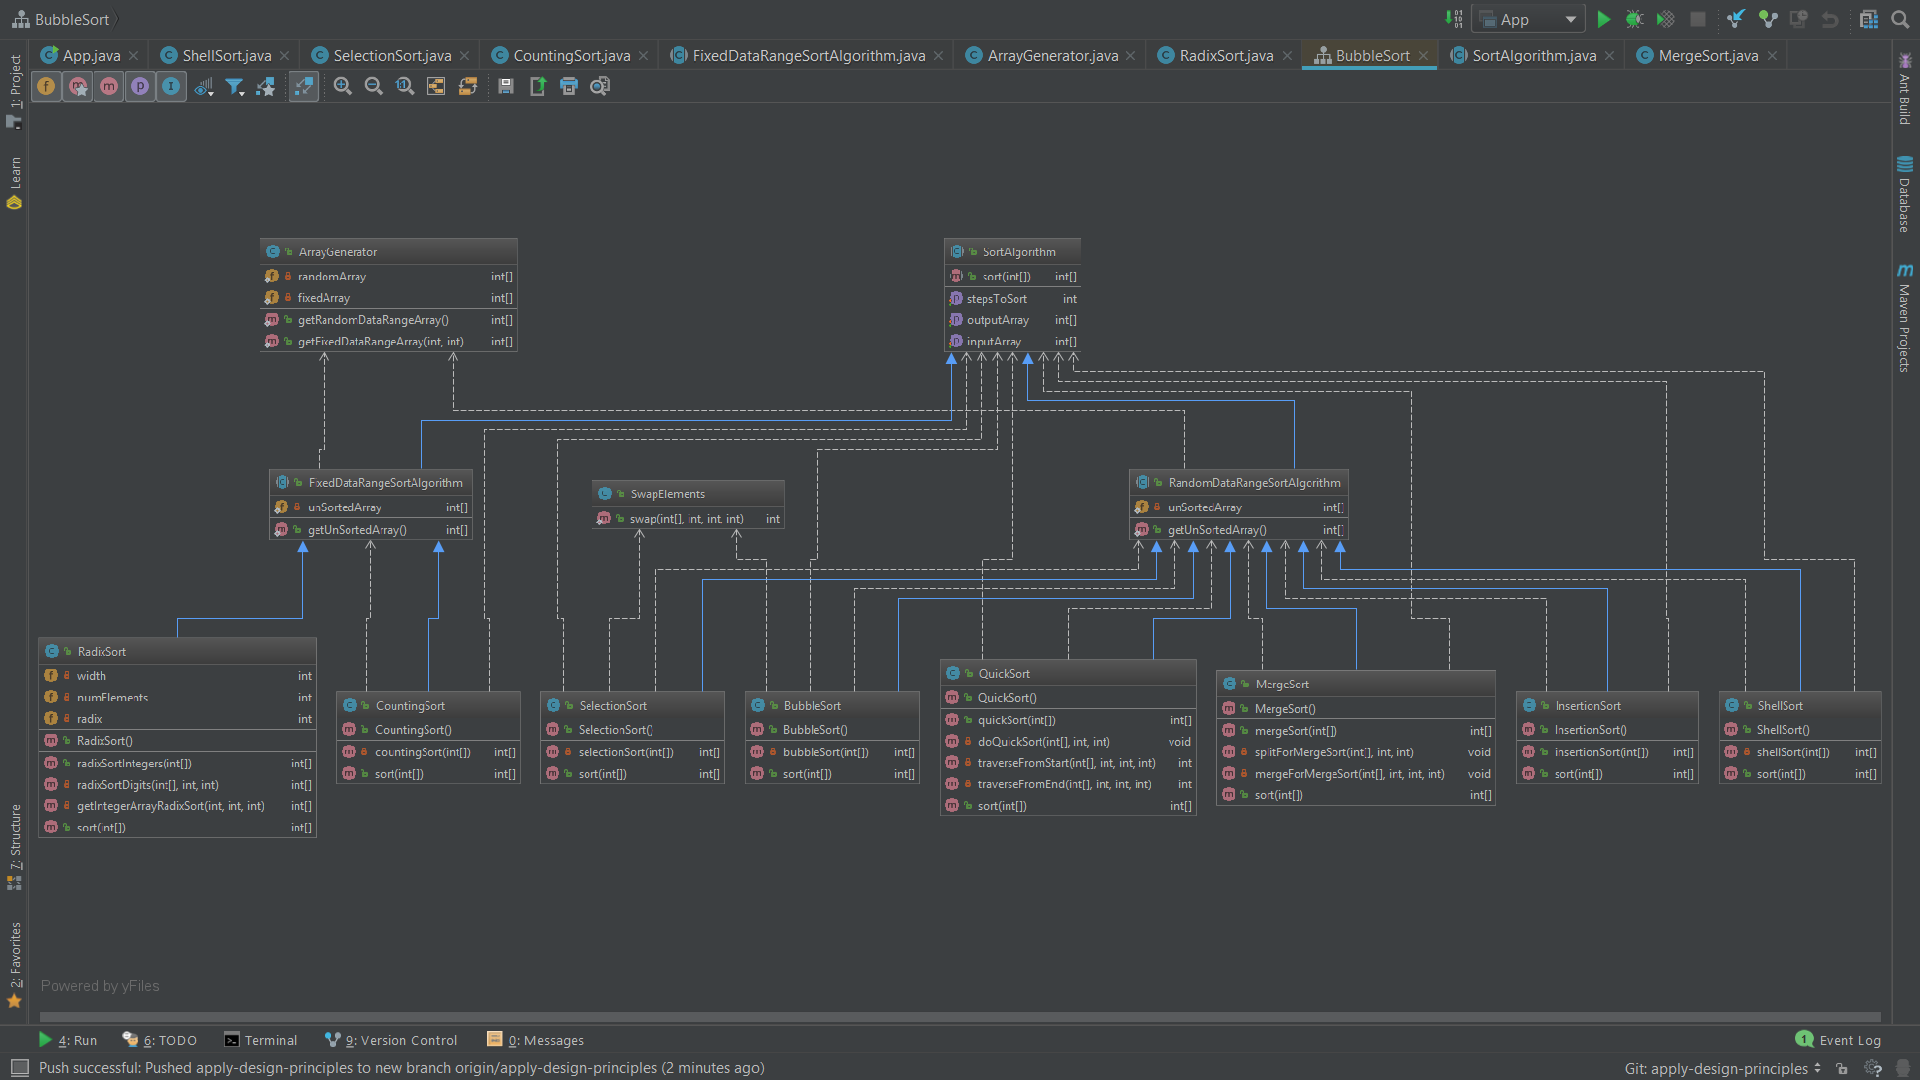 BubbleSort
App
App.java
ShellSort.java
SelectionSort.java
CountingSort.java
FixedDataRangeSortAlgorithm.java
ArrayGenerator.java
RadixSort.java
BubbleSort
SortAlgorithm.java
MergeSort.java
1: Project
Learn
7: Structure
2: Favorites
Ant Build
Database
Maven Projects
ArrayGenerator
randomArray int[]
fixedArray int[]
getRandomDataRangeArray() int[]
getFixedDataRangeArray(int, int) int[]
SortAlgorithm
sort(int[]) int[]
stepsToSort int
outputArray int[]
inputArray int[]
FixedDataRangeSortAlgorithm
unSortedArray int[]
getUnSortedArray() int[]
SwapElements
swap(int[], int, int, int) int
RandomDataRangeSortAlgorithm
unSortedArray int[]
getUnSortedArray() int[]
RadixSort
width int
numElements int
radix int
RadixSort()
radixSortIntegers(int[]) int[]
radixSortDigits(int[], int, int) int[]
getIntegerArrayRadixSort(int, int, int) int[]
sort(int[]) int[]
CountingSort
CountingSort()
countingSort(int[]) int[]
sort(int[]) int[]
SelectionSort
SelectionSort()
selectionSort(int[]) int[]
sort(int[]) int[]
BubbleSort
BubbleSort()
bubbleSort(int[]) int[]
sort(int[]) int[]
QuickSort
QuickSort()
quickSort(int[]) int[]
doQuickSort(int[], int, int) void
traverseFromStart(int[], int, int, int) int
traverseFromEnd(int[], int, int, int) int
sort(int[]) int[]
MergeSort
MergeSort()
mergeSort(int[]) int[]
splitForMergeSort(int[], int, int) void
mergeForMergeSort(int[], int, int, int) void
sort(int[]) int[]
InsertionSort
InsertionSort()
insertionSort(int[]) int[]
sort(int[]) int[]
ShellSort
ShellSort()
shellSort(int[]) int[]
sort(int[]) int[]
Powered by yFiles
4: Run
6: TODO
Terminal
9: Version Control
0: Messages
1 Event Log
Push successful: Pushed apply-design-principles to new branch origin/apply-design-principles (2 minutes ago)
Git: apply-design-principles